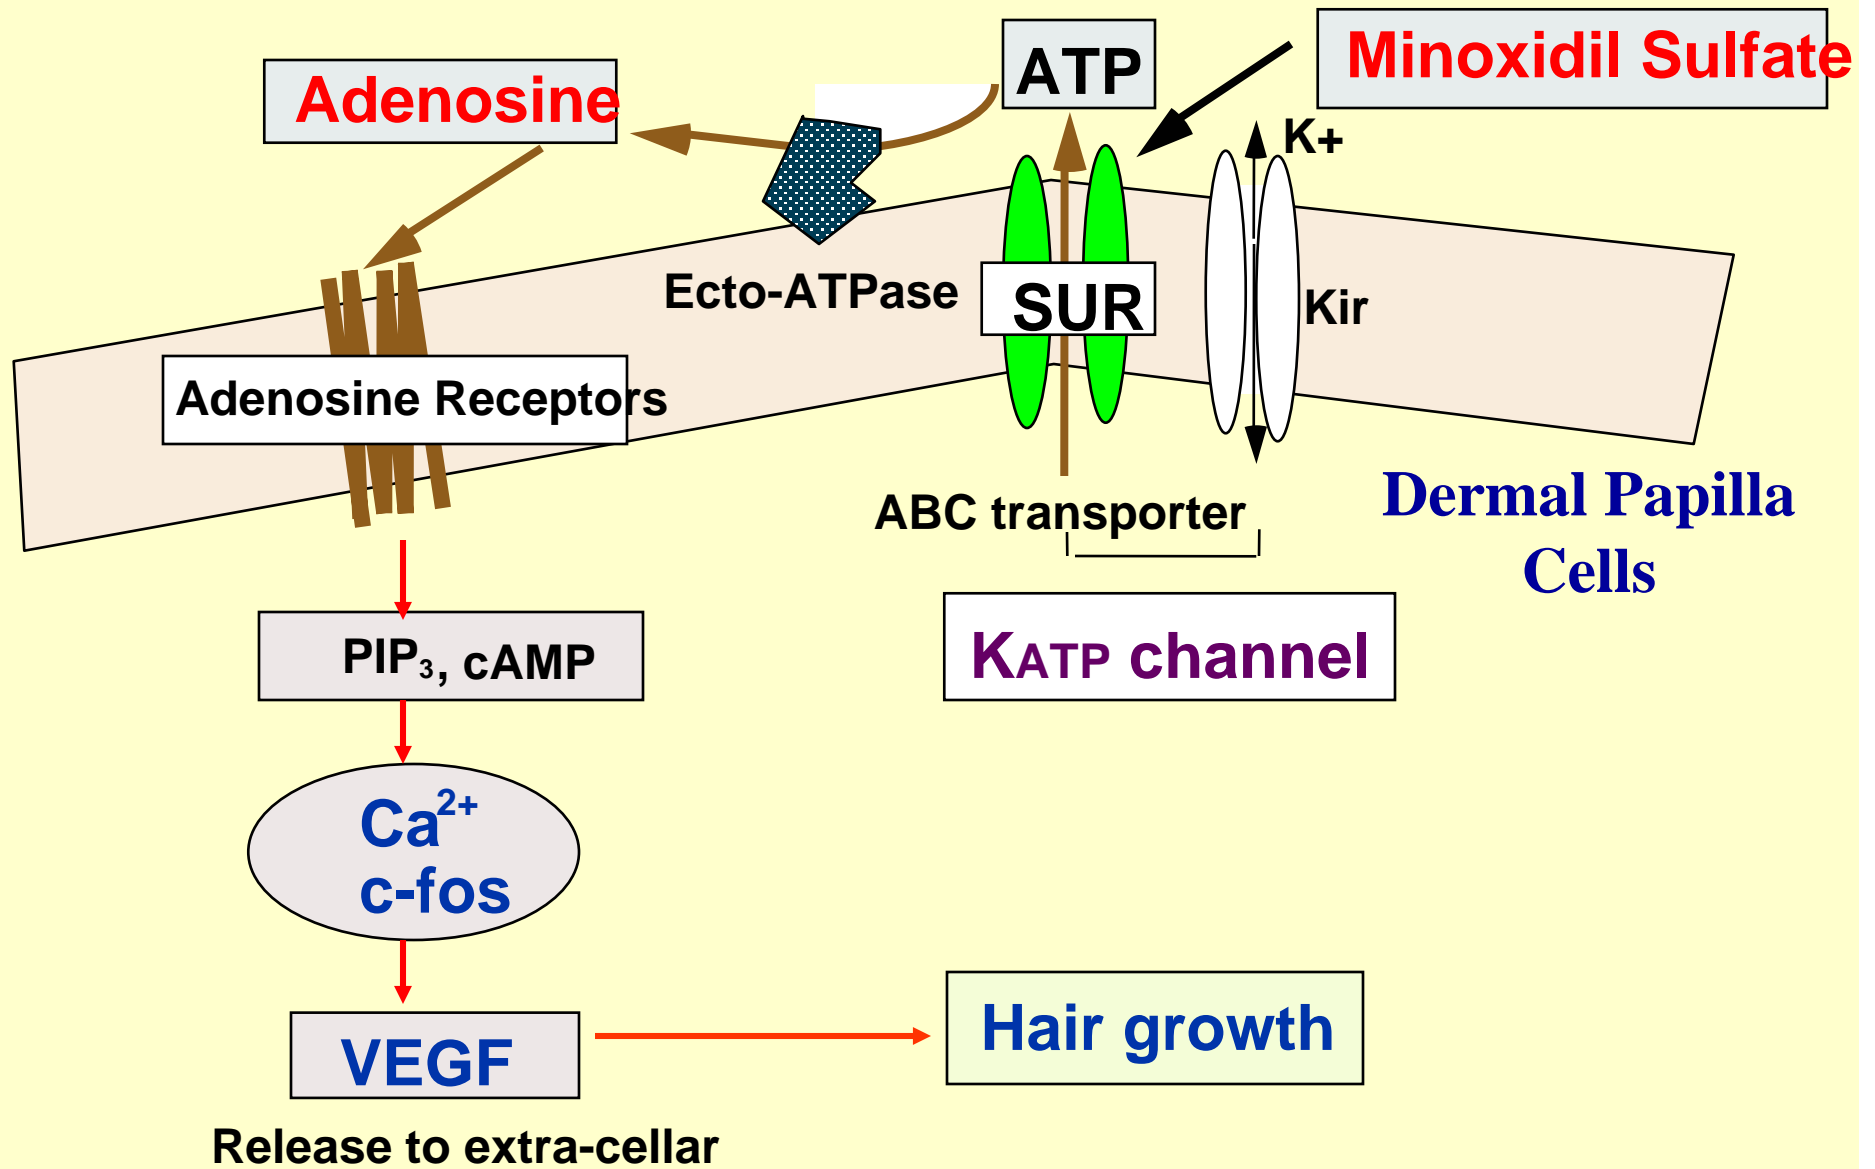 ATP
Minoxidil Sulfate
Adenosine
K+
Ecto-ATPase
SUR
Kir
Adenosine Receptors
ABC transporter
Dermal Papilla
Cells
PIP₃, cAMP
KATP channel
Ca²⁺
c-fos
Hair growth
VEGF
Release to extra-cellar